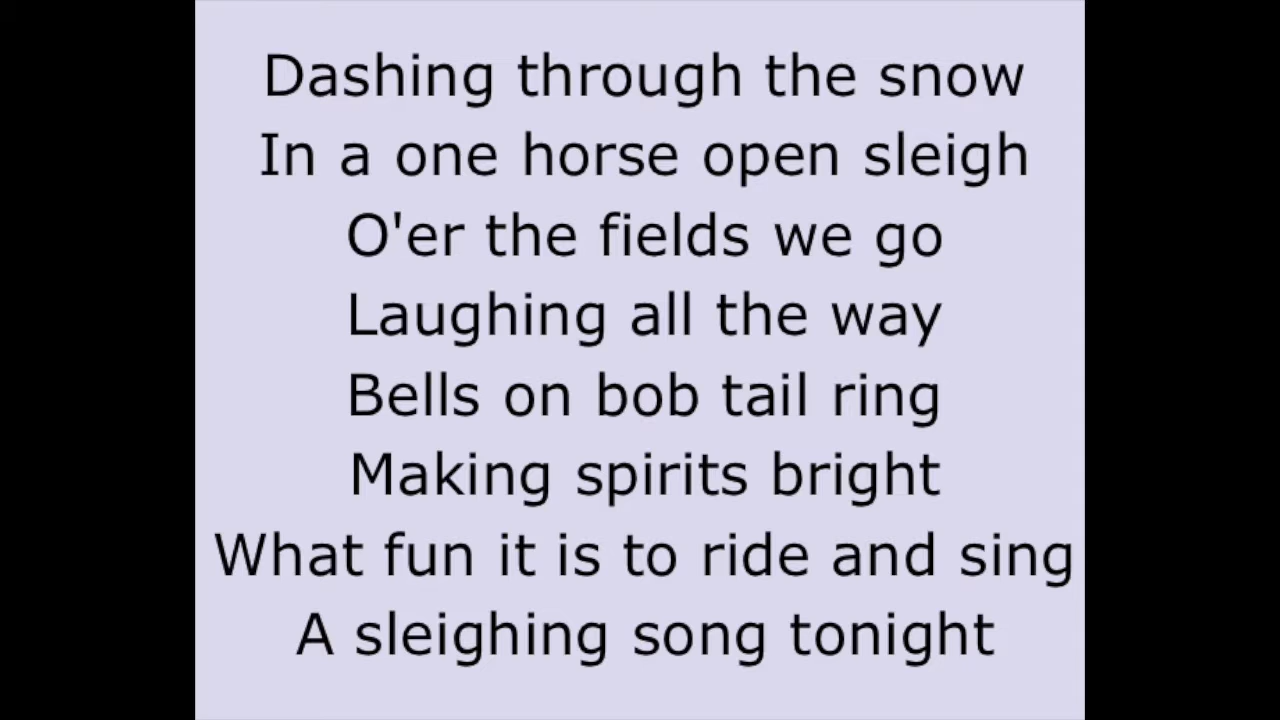 Dashing through the snow
In a one horse open sleigh
O'er the fields we go
Laughing all the way
Bells on bob tail ring
Making spirits bright
What fun it is to ride and sing
A sleighing song tonight